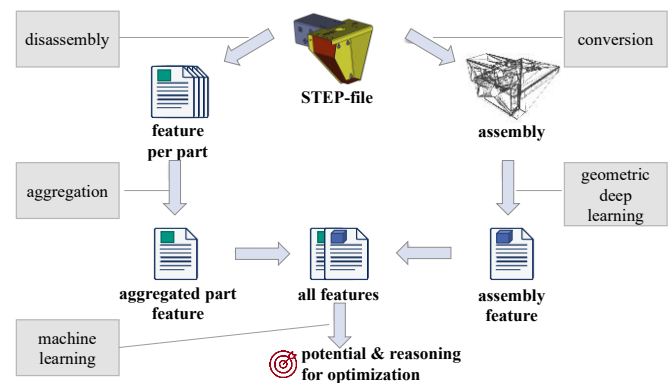 disassembly
conversion
STEP-file
feature
per part
assembly
aggregation
geometric
deep
learning
aggregated part
feature
all features
assembly
feature
machine
learning
potential & reasoning
for optimization